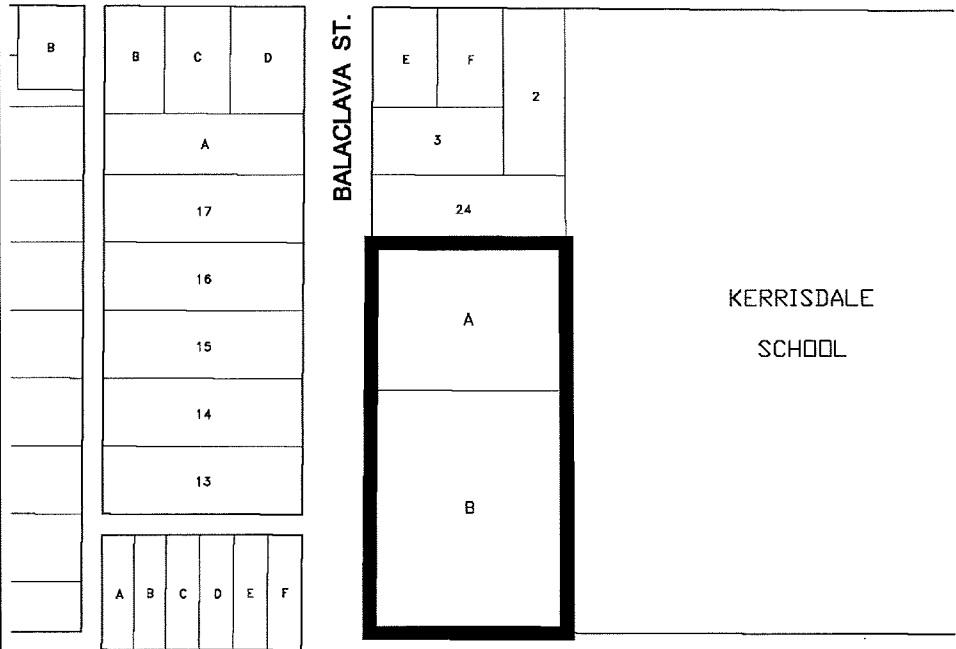 B
B C D
A
17
16
15
14
13
A B C D E F
BALACLAVA ST.
E F
2
3
24
A
B
KERRISDALE
SCHOOL